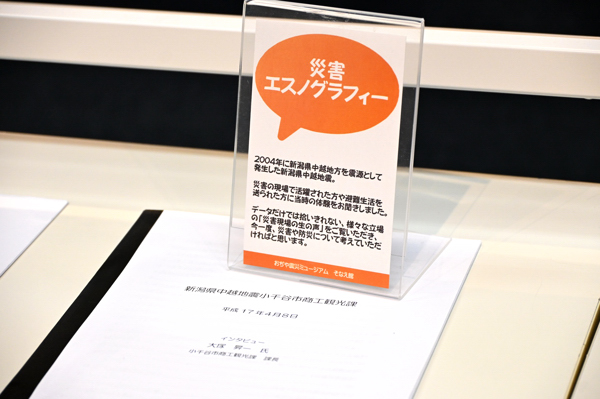 災害
エスノグラフィー
2004年に新潟県中越地方を震源として
発生した新潟県中越地震。
災害の現場で活躍された方や避難生活を
送られた方に当時の体験をお聞きしました。
データだけでは拾いきれない、様々な立場
の「災害現場の生の声」をご覧いただき、
今一度、災害や防災について考えていただ
ければと思います。
おぢや震災ミュージアム そなえ館
新潟県中越地震小千谷市商工観光課
平成17年4月8日
インタビュー
大塚 賢一 氏
小千谷市商工観光課 課長